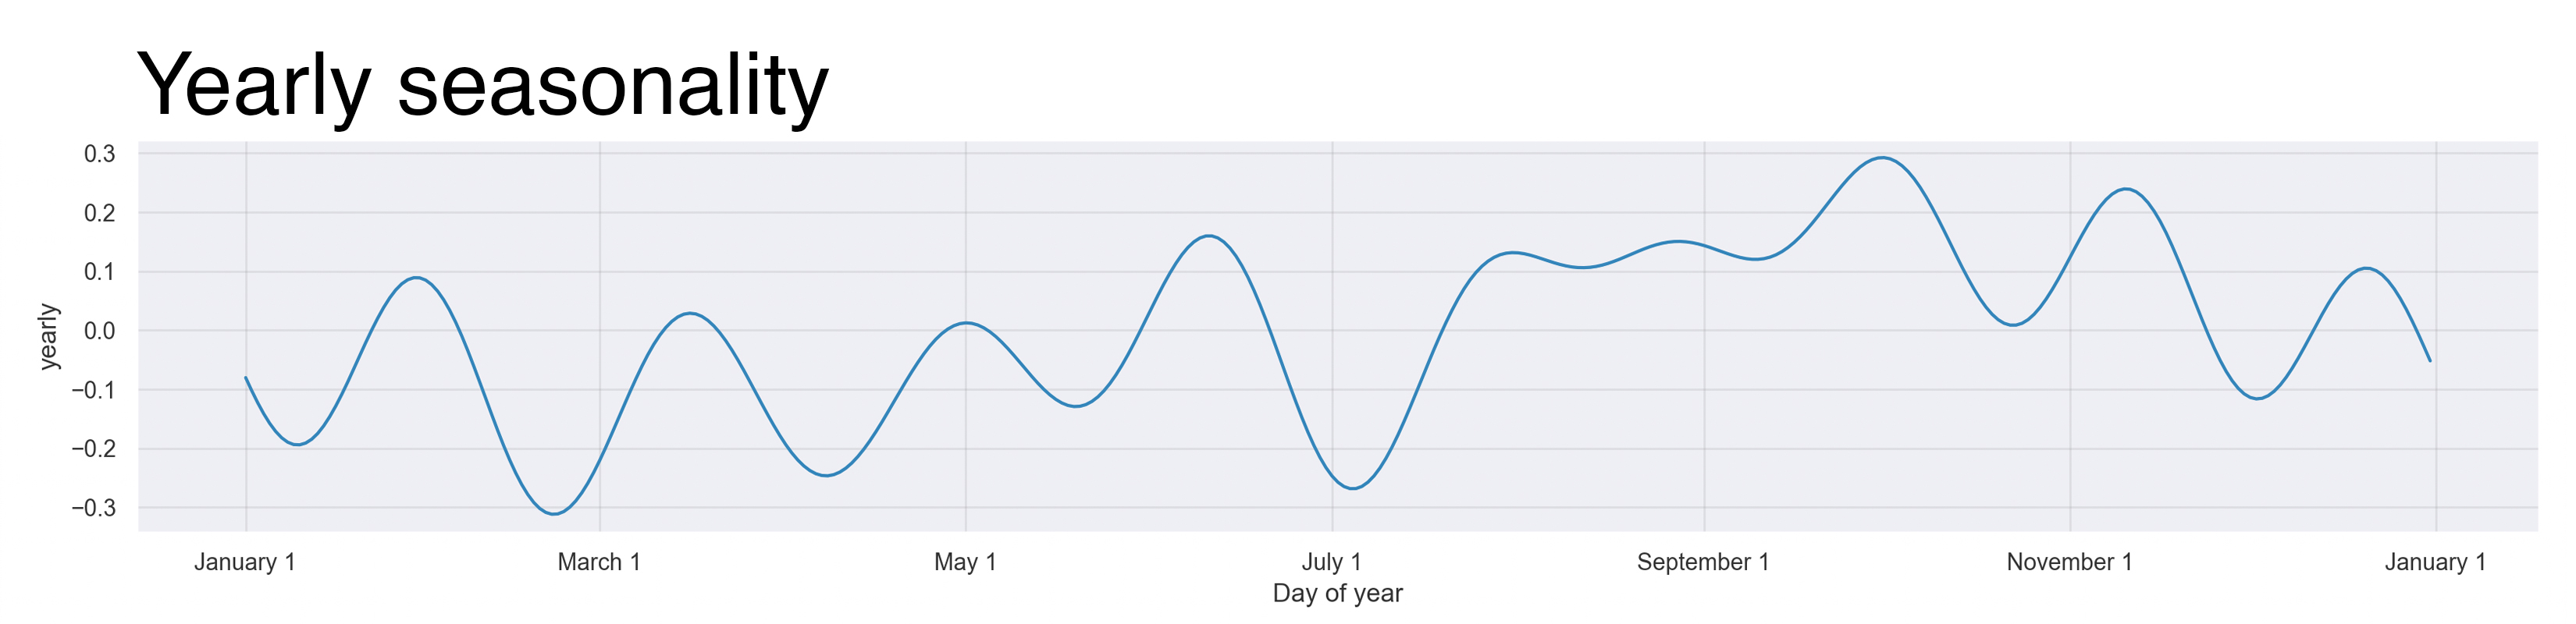 Yearly seasonality
0.3
0.2
0.1
0.0
−0.1
−0.2
−0.3
yearly
January 1 March 1 May 1 July 1 September 1 November 1 January 1
Day of year